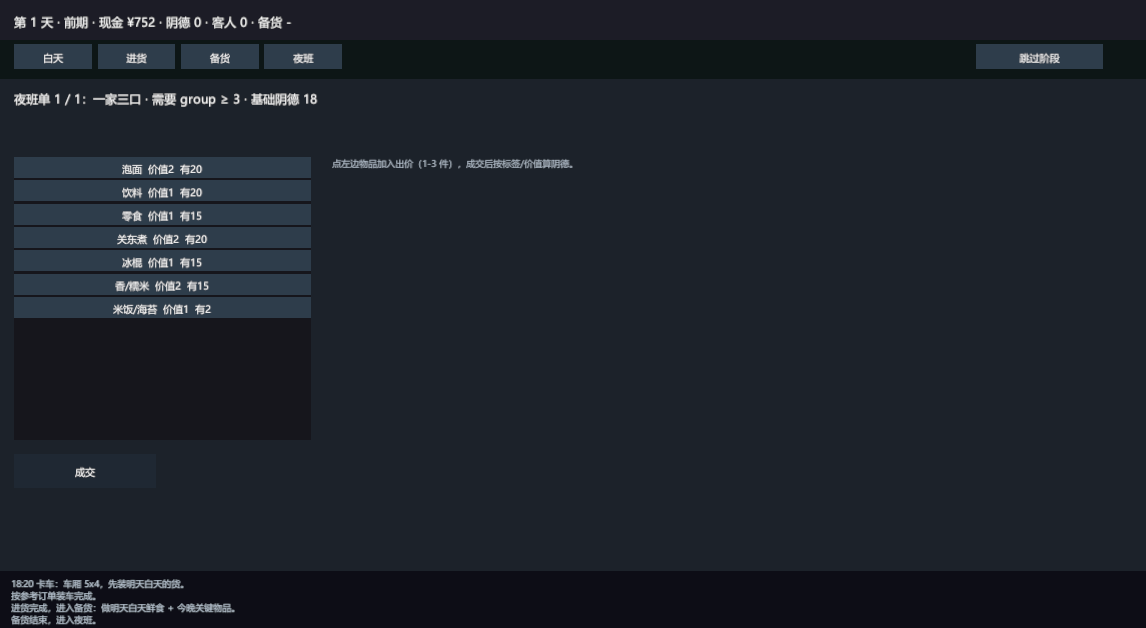 第 1 天 · 前期 · 现金 ¥752 · 阴德 0 · 客人 0 · 备货 -
白天 进货 备货 夜班 跳过阶段
夜班单 1 / 1：一家三口 · 需要 group ≥ 3 · 基础阴德 18
点左边物品加入出价（1-3 件），成交后按标签/价值算阴德。
泡面 价值2 有20
饮料 价值1 有20
零食 价值1 有15
关东煮 价值2 有20
冰棍 价值1 有15
香/糯米 价值2 有15
米饭/海苔 价值1 有2
成交
18:20 卡车：车厢 5x4，先装明天白天的货。
按参考订单装车完成。
进货完成，进入备货：做明天白天鲜食 + 今晚关键物品。
备货结束，进入夜班。